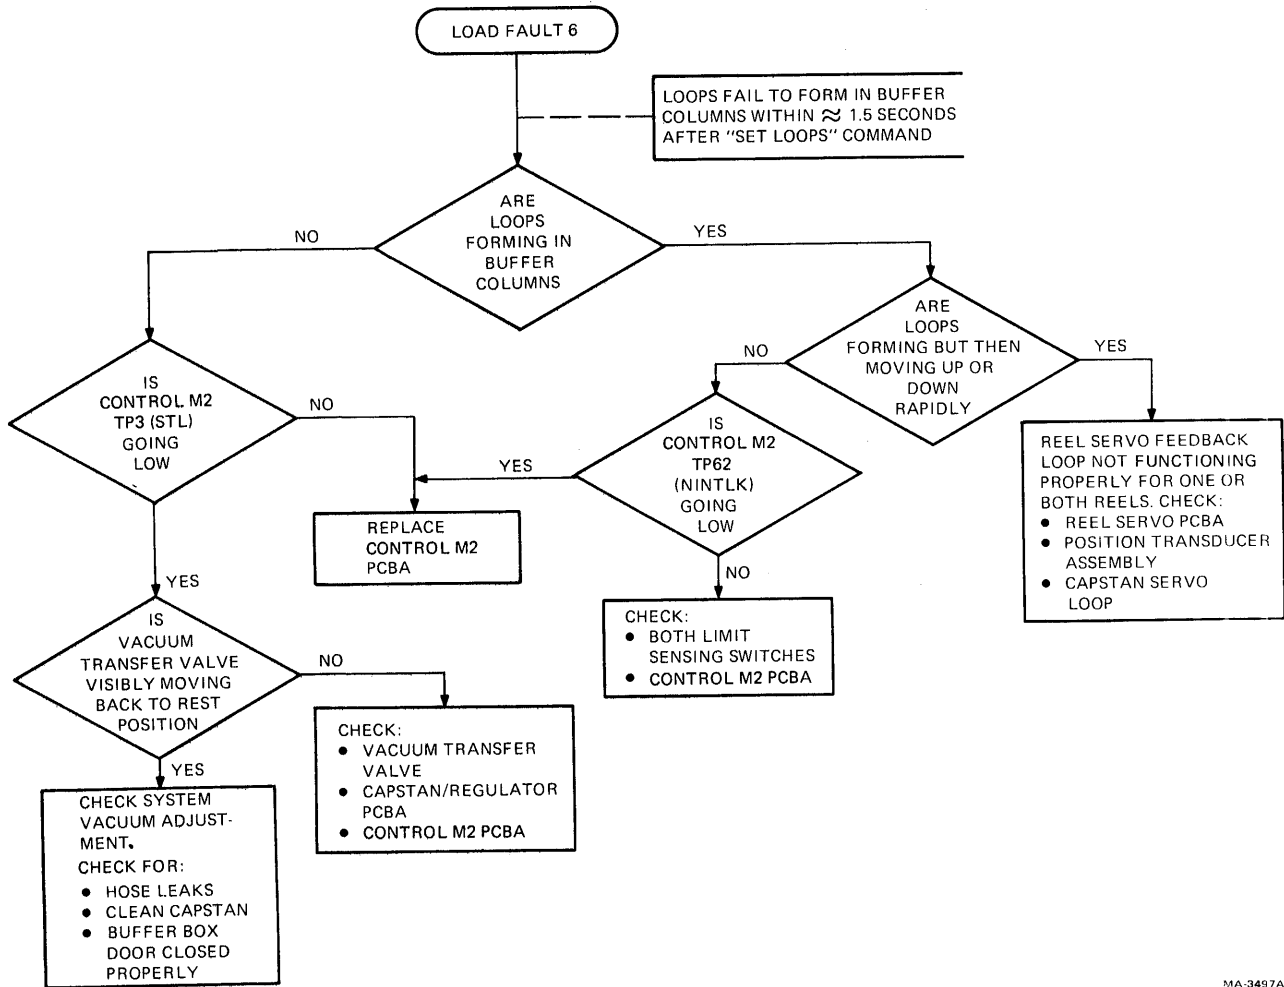 LOAD FAULT 6
LOOPS FAIL TO FORM IN BUFFER
COLUMNS WITHIN ≈ 1.5 SECONDS
AFTER "SET LOOPS" COMMAND
ARE
LOOPS
FORMING IN
BUFFER
COLUMNS
NO
YES
ARE
LOOPS
FORMING BUT THEN
MOVING UP OR
DOWN
RAPIDLY
NO
YES
IS
CONTROL M2
TP3 (STL)
GOING
LOW
NO
YES
IS
CONTROL M2
TP62
(NINTLK)
GOING
LOW
YES
NO
REEL SERVO FEEDBACK
LOOP NOT FUNCTIONING
PROPERLY FOR ONE OR
BOTH REELS. CHECK:
● REEL SERVO PCBA
● POSITION TRANSDUCER
ASSEMBLY
● CAPSTAN SERVO
LOOP
REPLACE
CONTROL M2
PCBA
CHECK:
● BOTH LIMIT
SENSING SWITCHES
● CONTROL M2 PCBA
IS
VACUUM
TRANSFER VALVE
VISIBLY MOVING
BACK TO REST
POSITION
NO
YES
CHECK:
● VACUUM TRANSFER
VALVE
● CAPSTAN/REGULATOR
PCBA
● CONTROL M2 PCBA
CHECK SYSTEM
VACUUM ADJUST-
MENT.
CHECK FOR:
● HOSE LEAKS
● CLEAN CAPSTAN
● BUFFER BOX
DOOR CLOSED
PROPERLY
MA-3497A